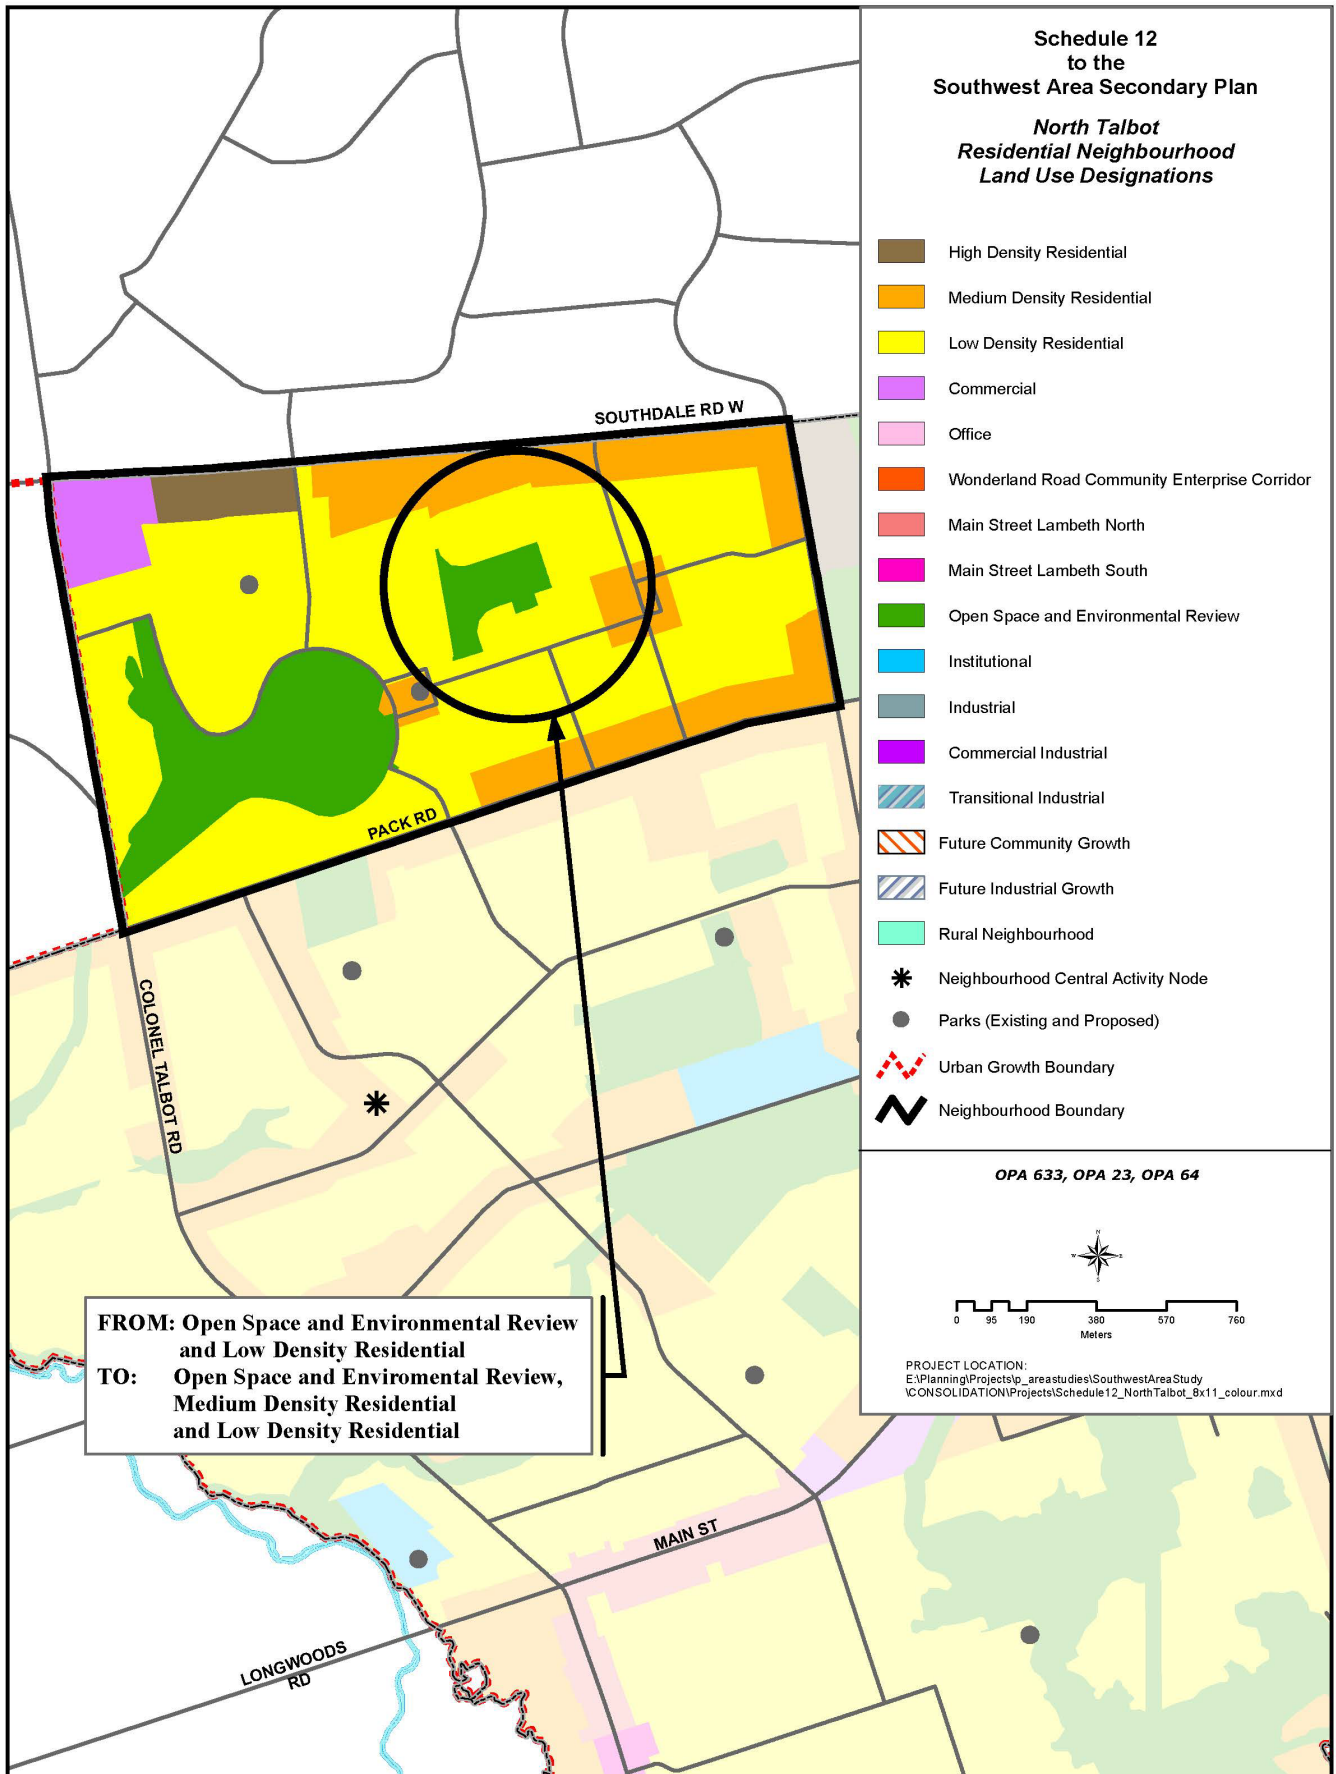 Schedule 12
to the
Southwest Area Secondary Plan
North Talbot
Residential Neighbourhood
Land Use Designations
High Density Residential
Medium Density Residential
Low Density Residential
Commercial
Office
Wonderland Road Community Enterprise Corridor
Main Street Lambeth North
Main Street Lambeth South
Open Space and Environmental Review
Institutional
Industrial
Commercial Industrial
Transitional Industrial
Future Community Growth
Future Industrial Growth
Rural Neighbourhood
Neighbourhood Central Activity Node
Parks (Existing and Proposed)
Urban Growth Boundary
Neighbourhood Boundary
OPA 633, OPA 23, OPA 64
N
W E
S
0 95 190 380 570 760
Meters
PROJECT LOCATION:
E:\Planning\Projects\p_areastudies\SouthwestAreaStudy
\CONSOLIDATION\Projects\Schedule12_NorthTalbot_8x11_colour.mxd
SOUTHDALE RD W
PACK RD
COLONEL TALBOT RD
FROM: Open Space and Environmental Review
and Low Density Residential
TO: Open Space and Enviromental Review,
Medium Density Residential
and Low Density Residential
MAIN ST
LONGWOODS
RD